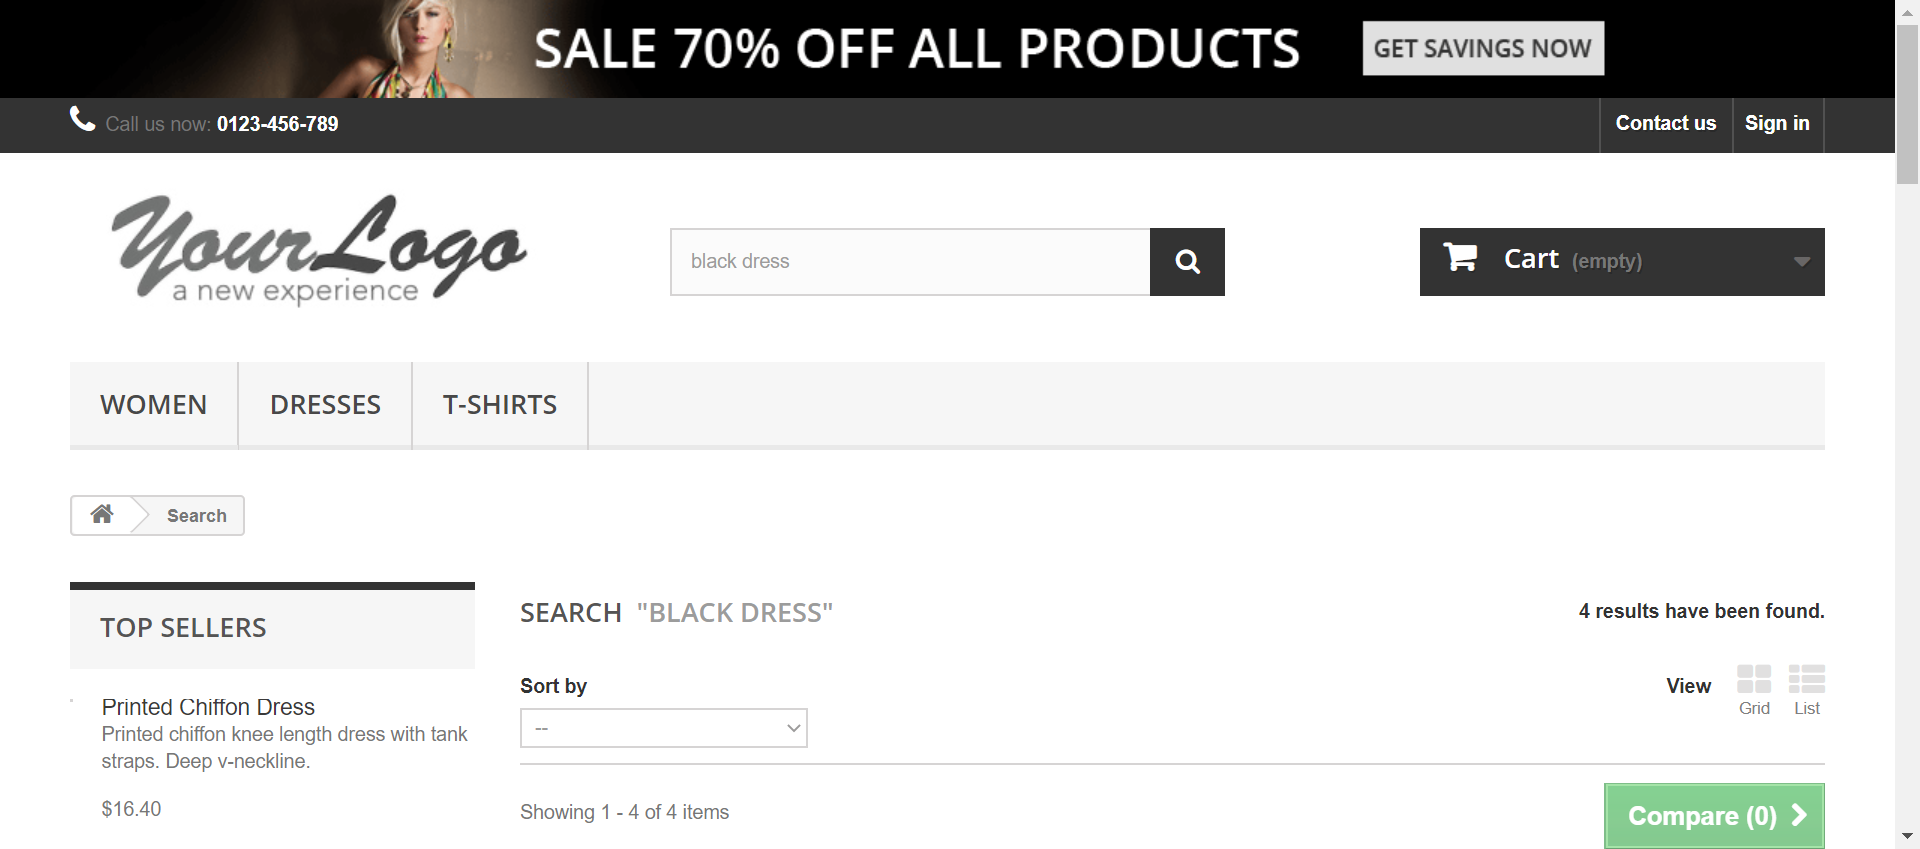 SALE 70% OFF ALL PRODUCTS
GET SAVINGS NOW
Call us now: 0123-456-789
Contact us
Sign in
Your Logo
a new experience
black dress
Cart (empty)
WOMEN
DRESSES
T-SHIRTS
Search
TOP SELLERS
Printed Chiffon Dress
Printed chiffon knee length dress with tank
straps. Deep v-neckline.
$16.40
SEARCH "BLACK DRESS"
4 results have been found.
Sort by
--
View
Grid
List
Showing 1 - 4 of 4 items
Compare (0)